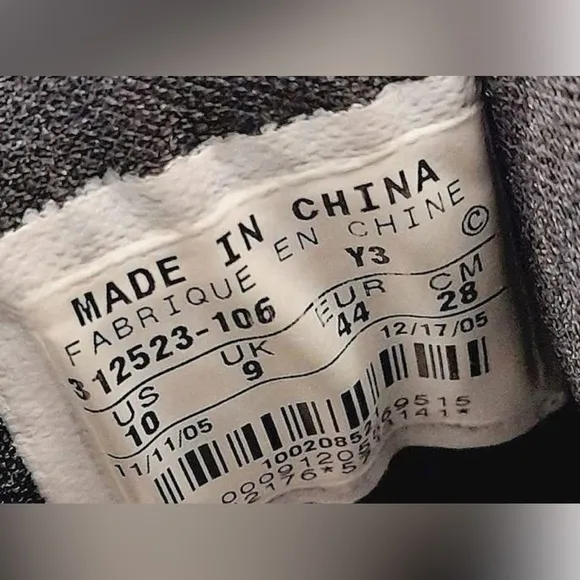 MADE IN CHINA
FABRIQUE EN CHINE ©
312523-106 Y3
US UK EUR CM
10 9 44 28
11/11/05 12/17/05